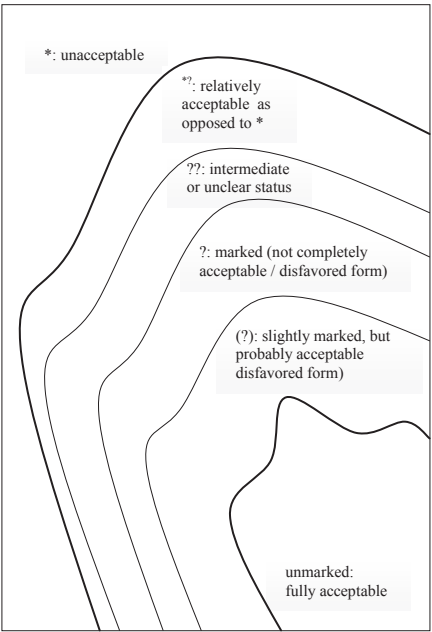 *: unacceptable
*?: relatively
acceptable as
opposed to *
??: intermediate
or unclear status
?: marked (not completely
acceptable / disfavored form)
(?): slightly marked, but
probably acceptable
disfavored form)
unmarked:
fully acceptable